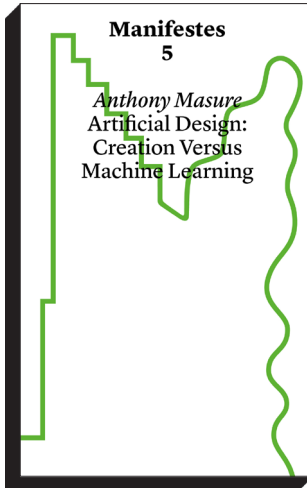 Manifestes
5
Anthony Masure
Artificial Design:
Creation Versus
Machine Learning